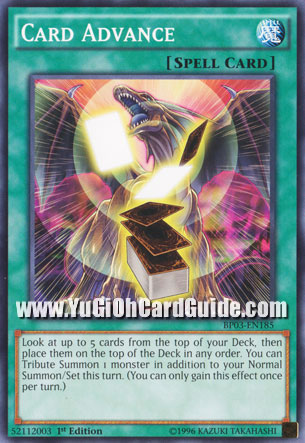 CARD ADVANCE
魔
[SPELL CARD]
www.YuGiOhCardGuide.com
BP03-EN185
Look at up to 5 cards from the top of your Deck, then
place them on the top of the Deck in any order. You can
Tribute Summon 1 monster in addition to your Normal
Summon/Set this turn. (You can only gain this effect once
per turn.)
52112003 1st Edition ©1996 KAZUKI TAKAHASHI